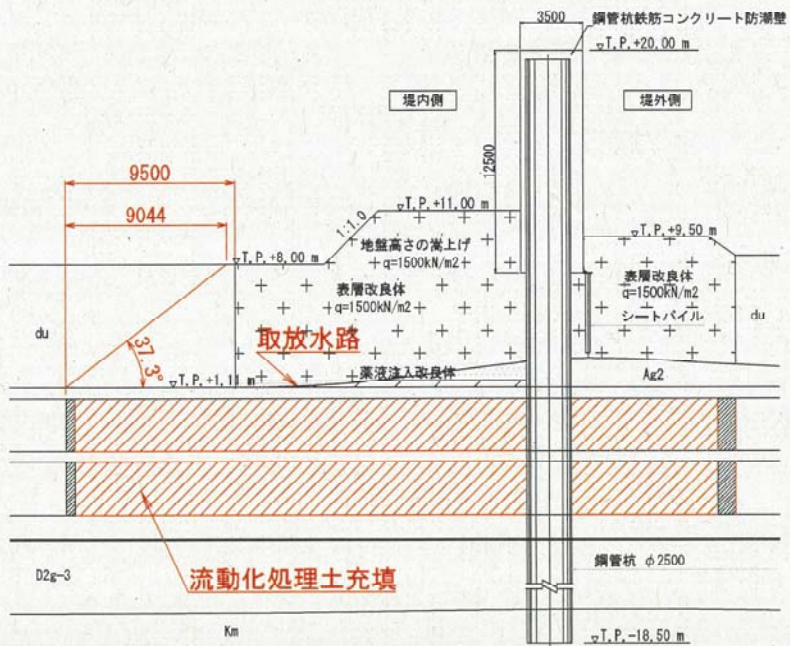 3500
鋼管杭鉄筋コンクリート防潮壁
▽T.P.+20.00 m
堤内側
堤外側
12500
9500
9044
1:1.0
▽T.P.+11.00 m
▽T.P.+9.50 m
▽T.P.+8.00 m
地盤高さの嵩上げ
q=1500kN/m2
表層改良体
q=1500kN/m2
表層改良体
q=1500kN/m2
シートパイル
du
du
37.3°
取放水路
▽T.P.+1.11 m
薬液注入改良体
Ag2
D2g-3
流動化処理土充填
鋼管杭 φ2500
Km
▽T.P.-18.50 m